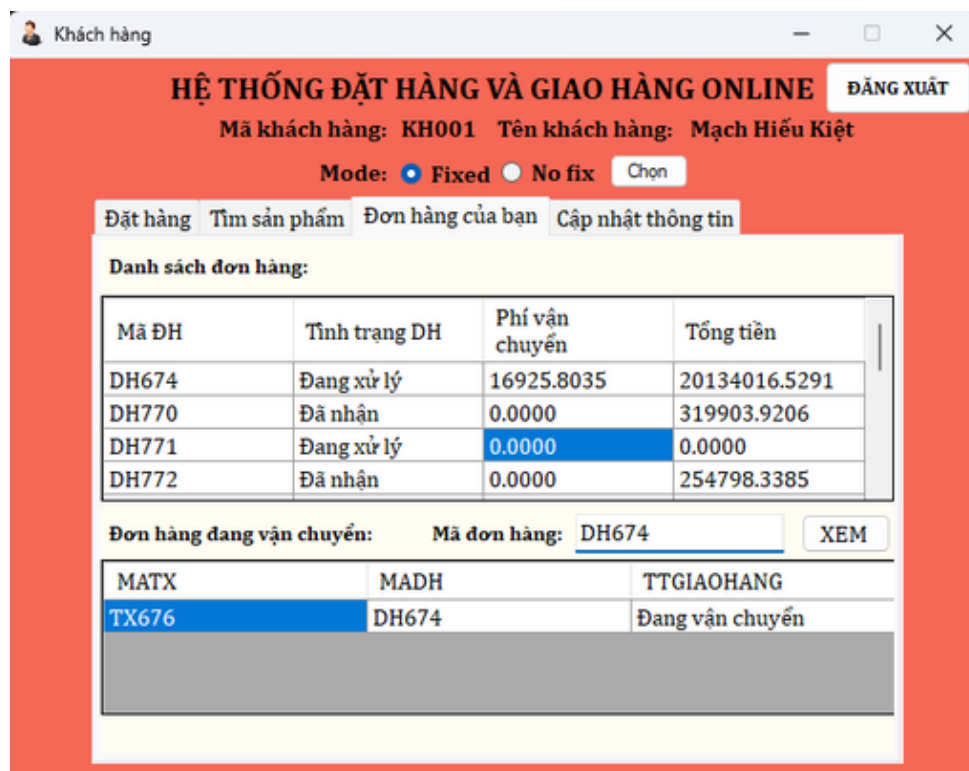 Khách hàng
HỆ THỐNG ĐẶT HÀNG VÀ GIAO HÀNG ONLINE ĐĂNG XUẤT
Mã khách hàng: KH001 Tên khách hàng: Mạch Hiếu Kiệt
Mode: Fixed No fix Chọn
Đặt hàng Tìm sản phẩm Đơn hàng của bạn Cập nhật thông tin
Danh sách đơn hàng:
Mã ĐH Tình trạng DH Phí vận chuyển Tổng tiền
DH674 Đang xử lý 16925.8035 20134016.5291
DH770 Đã nhận 0.0000 319903.9206
DH771 Đang xử lý 0.0000 0.0000
DH772 Đã nhận 0.0000 254798.3385
Đơn hàng đang vận chuyển: Mã đơn hàng: DH674 XEM
MATX MADH TTGIAOHANG
TX676 DH674 Đang vận chuyển